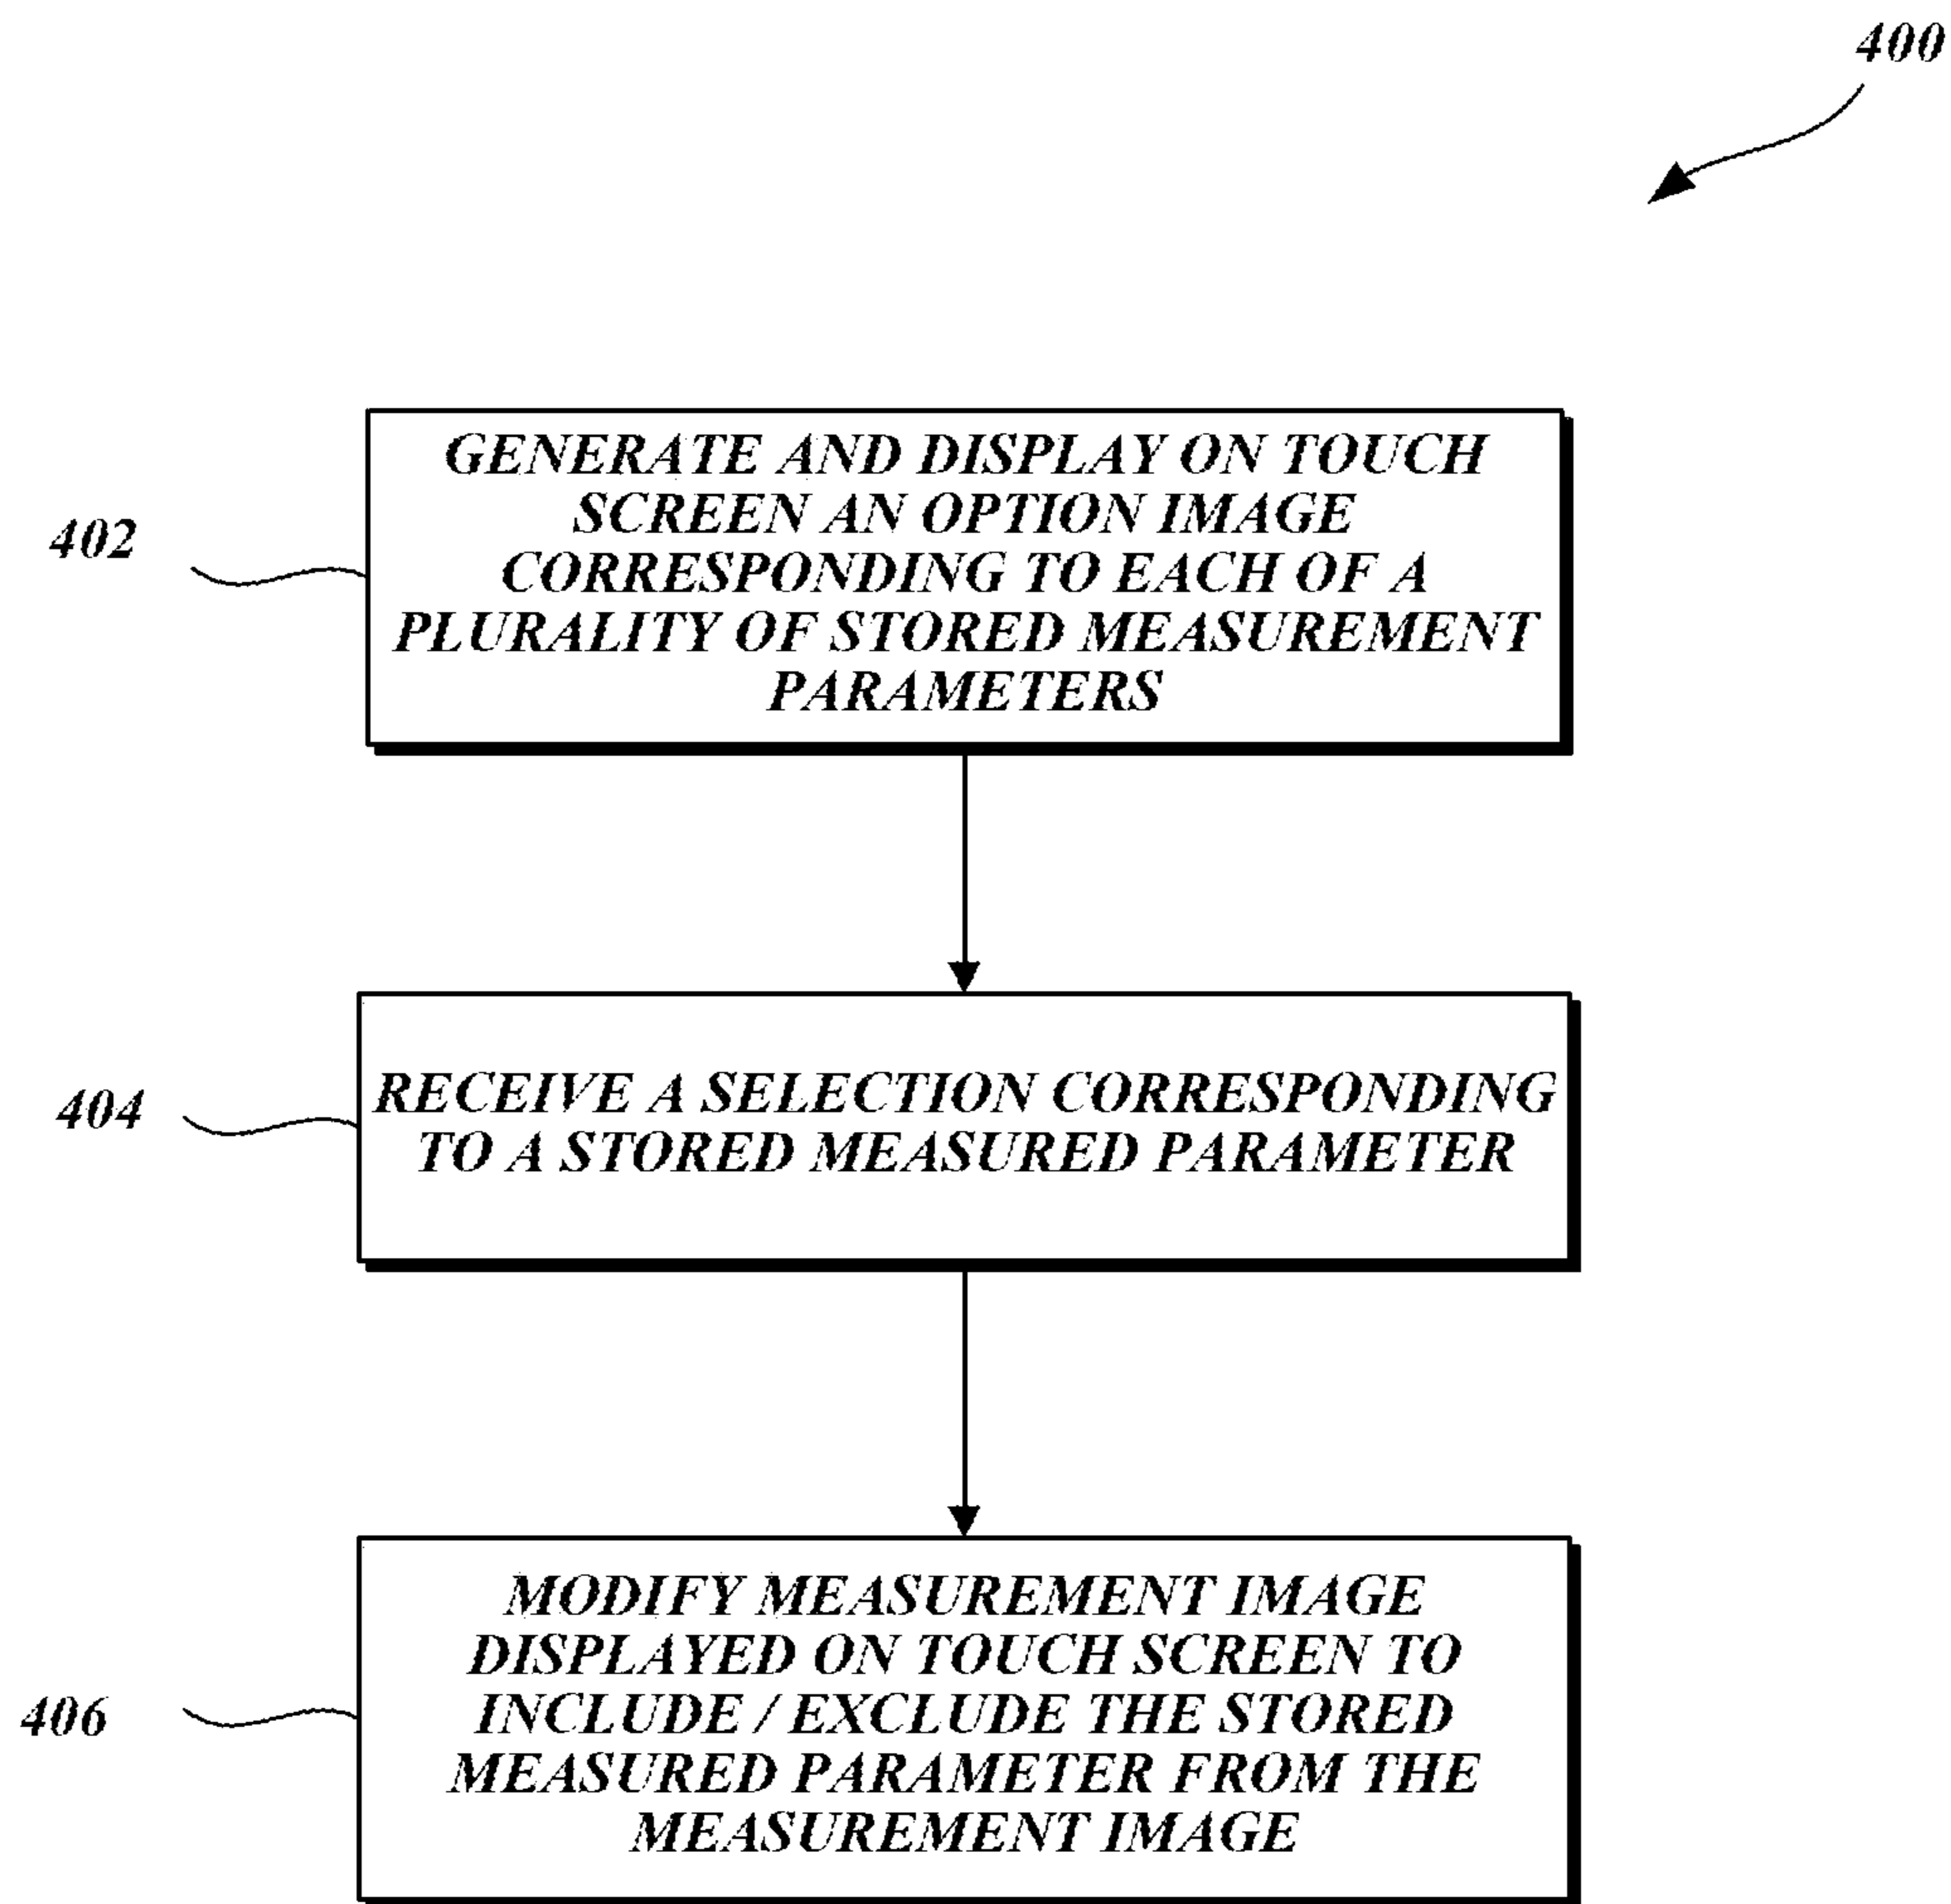 400
402
GENERATE AND DISPLAY ON TOUCH
SCREEN AN OPTION IMAGE
CORRESPONDING TO EACH OF A
PLURALITY OF STORED MEASUREMENT
PARAMETERS
404
RECEIVE A SELECTION CORRESPONDING
TO A STORED MEASURED PARAMETER
406
MODIFY MEASUREMENT IMAGE
DISPLAYED ON TOUCH SCREEN TO
INCLUDE / EXCLUDE THE STORED
MEASURED PARAMETER FROM THE
MEASUREMENT IMAGE